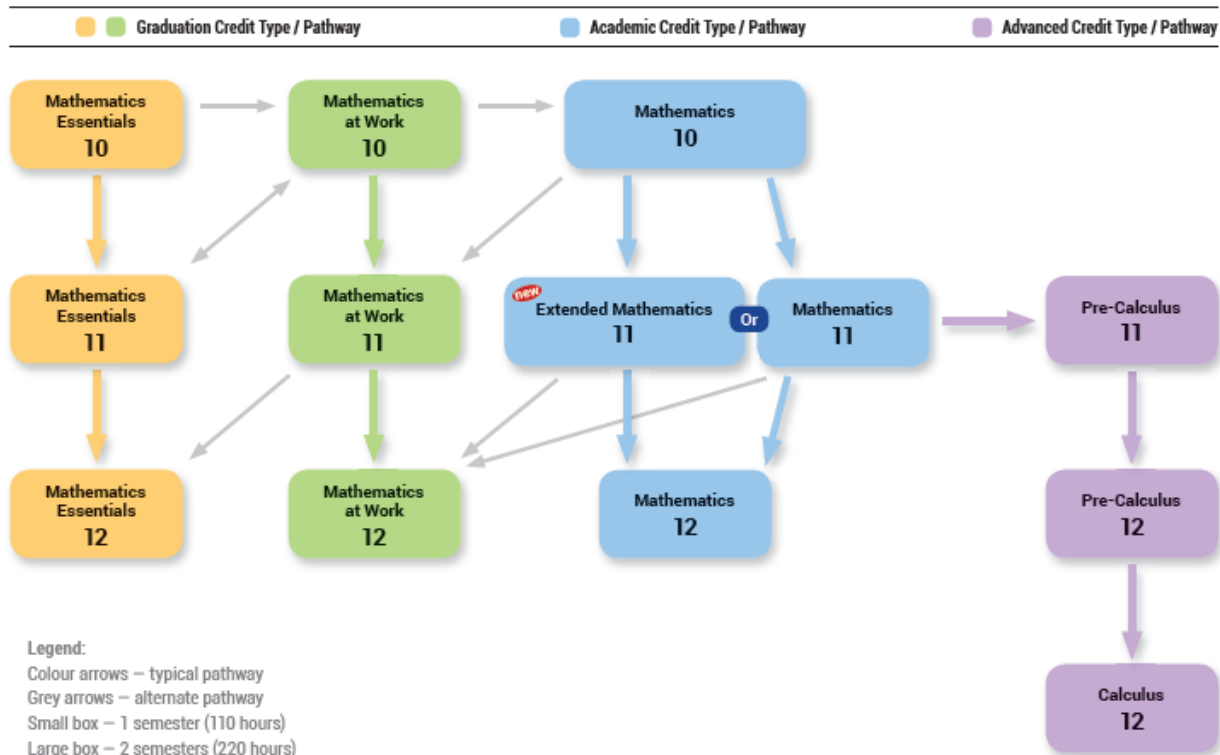 Graduation Credit Type / Pathway
Academic Credit Type / Pathway
Advanced Credit Type / Pathway
Mathematics
Essentials
10
Mathematics
at Work
10
Mathematics
10
Mathematics
Essentials
11
Mathematics
at Work
11
new
Extended Mathematics
11
Or
Mathematics
11
Pre-Calculus
11
Mathematics
Essentials
12
Mathematics
at Work
12
Mathematics
12
Pre-Calculus
12
Calculus
12
Legend:
Colour arrows – typical pathway
Grey arrows – alternate pathway
Small box – 1 semester (110 hours)
Large box – 2 semesters (220 hours)